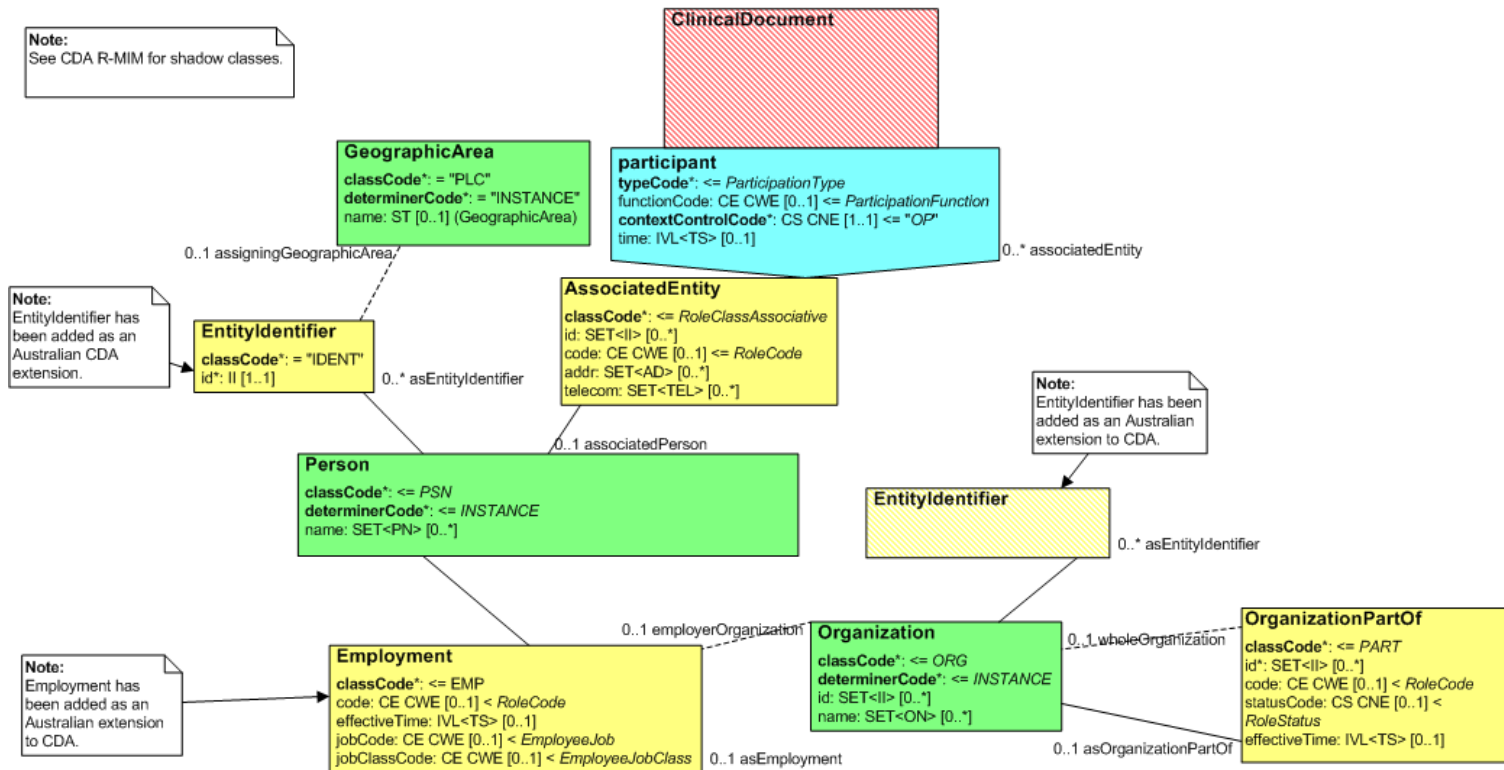 ClinicalDocument
Note:
See CDA R-MIM for shadow classes.
GeographicArea
classCode*: = "PLC"
determinerCode*: = "INSTANCE"
name: ST [0..1] (GeographicArea)
participant
typeCode*: <= ParticipationType
functionCode: CE CWE [0..1] <= ParticipationFunction
contextControlCode*: CS CNE [1..1] <= "OP"
time: IVL<TS> [0..1]
0..1 assigningGeographicArea
0..* associatedEntity
Note:
EntityIdentifier has
been added as an
Australian CDA
extension.
EntityIdentifier
classCode*: = "IDENT"
id*: II [1..1]
0..* asEntityIdentifier
AssociatedEntity
classCode*: <= RoleClassAssociative
id: SET<II> [0..*]
code: CE CWE [0..1] <= RoleCode
addr: SET<AD> [0..*]
telecom: SET<TEL> [0..*]
Note:
EntityIdentifier has been
added as an Australian
extension to CDA.
0..1 associatedPerson
Person
classCode*: <= PSN
determinerCode*: <= INSTANCE
name: SET<PN> [0..*]
EntityIdentifier
0..* asEntityIdentifier
0..1 employerOrganization
Organization
classCode*: <= ORG
determinerCode*: <= INSTANCE
id: SET<II> [0..*]
name: SET<ON> [0..*]
0..1 wholeOrganization
OrganizationPartOf
classCode*: <= PART
id*: SET<II> [0..*]
code: CE CWE [0..1] < RoleCode
statusCode: CS CNE [0..1] <
RoleStatus
effectiveTime: IVL<TS> [0..1]
Note:
Employment has
been added as an
Australian extension
to CDA.
Employment
classCode*: <= EMP
code: CE CWE [0..1] < RoleCode
effectiveTime: IVL<TS> [0..1]
jobCode: CE CWE [0..1] < EmployeeJob
jobClassCode: CE CWE [0..1] < EmployeeJobClass
0..1 asEmployment
0..1 asOrganizationPartOf